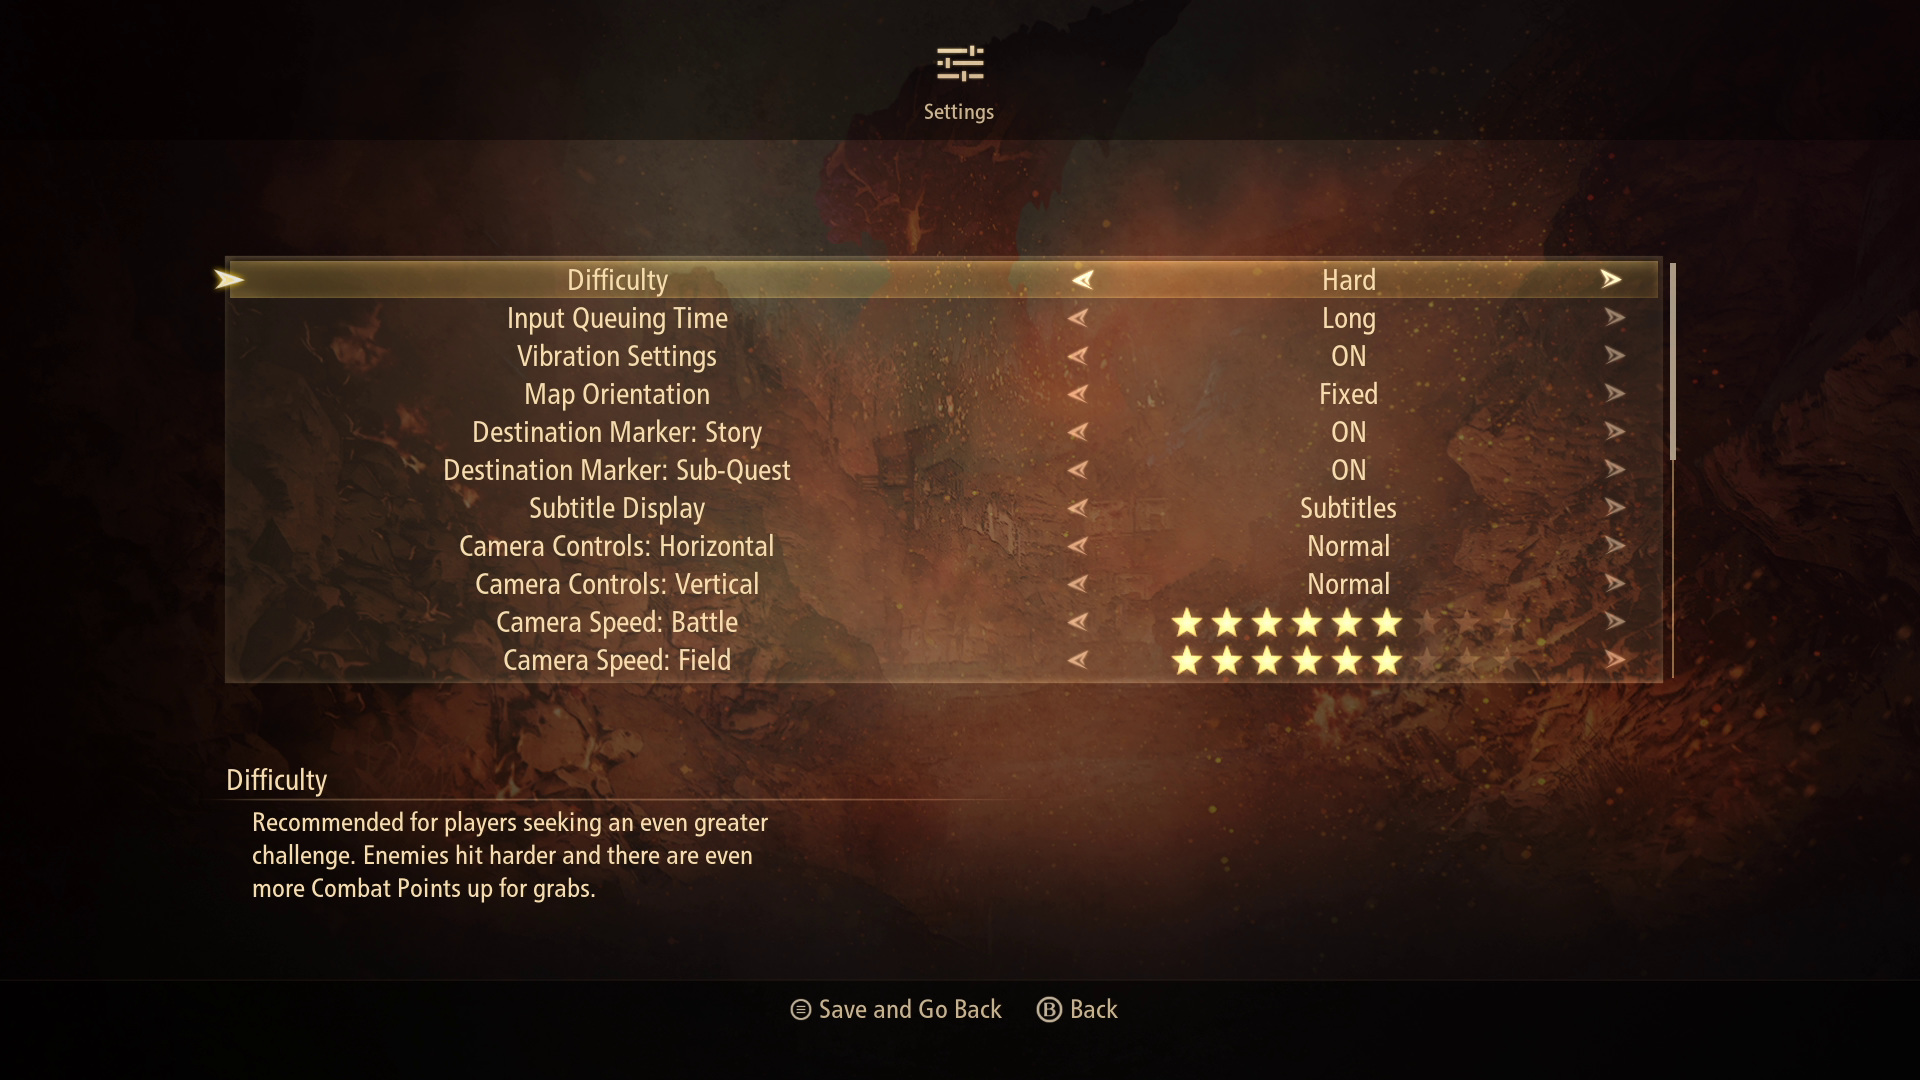 Settings
Difficulty Hard
Input Queuing Time Long
Vibration Settings ON
Map Orientation Fixed
Destination Marker: Story ON
Destination Marker: Sub-Quest ON
Subtitle Display Subtitles
Camera Controls: Horizontal Normal
Camera Controls: Vertical Normal
Camera Speed: Battle
Camera Speed: Field
Difficulty
Recommended for players seeking an even greater
challenge. Enemies hit harder and there are even
more Combat Points up for grabs.
Save and Go Back B Back